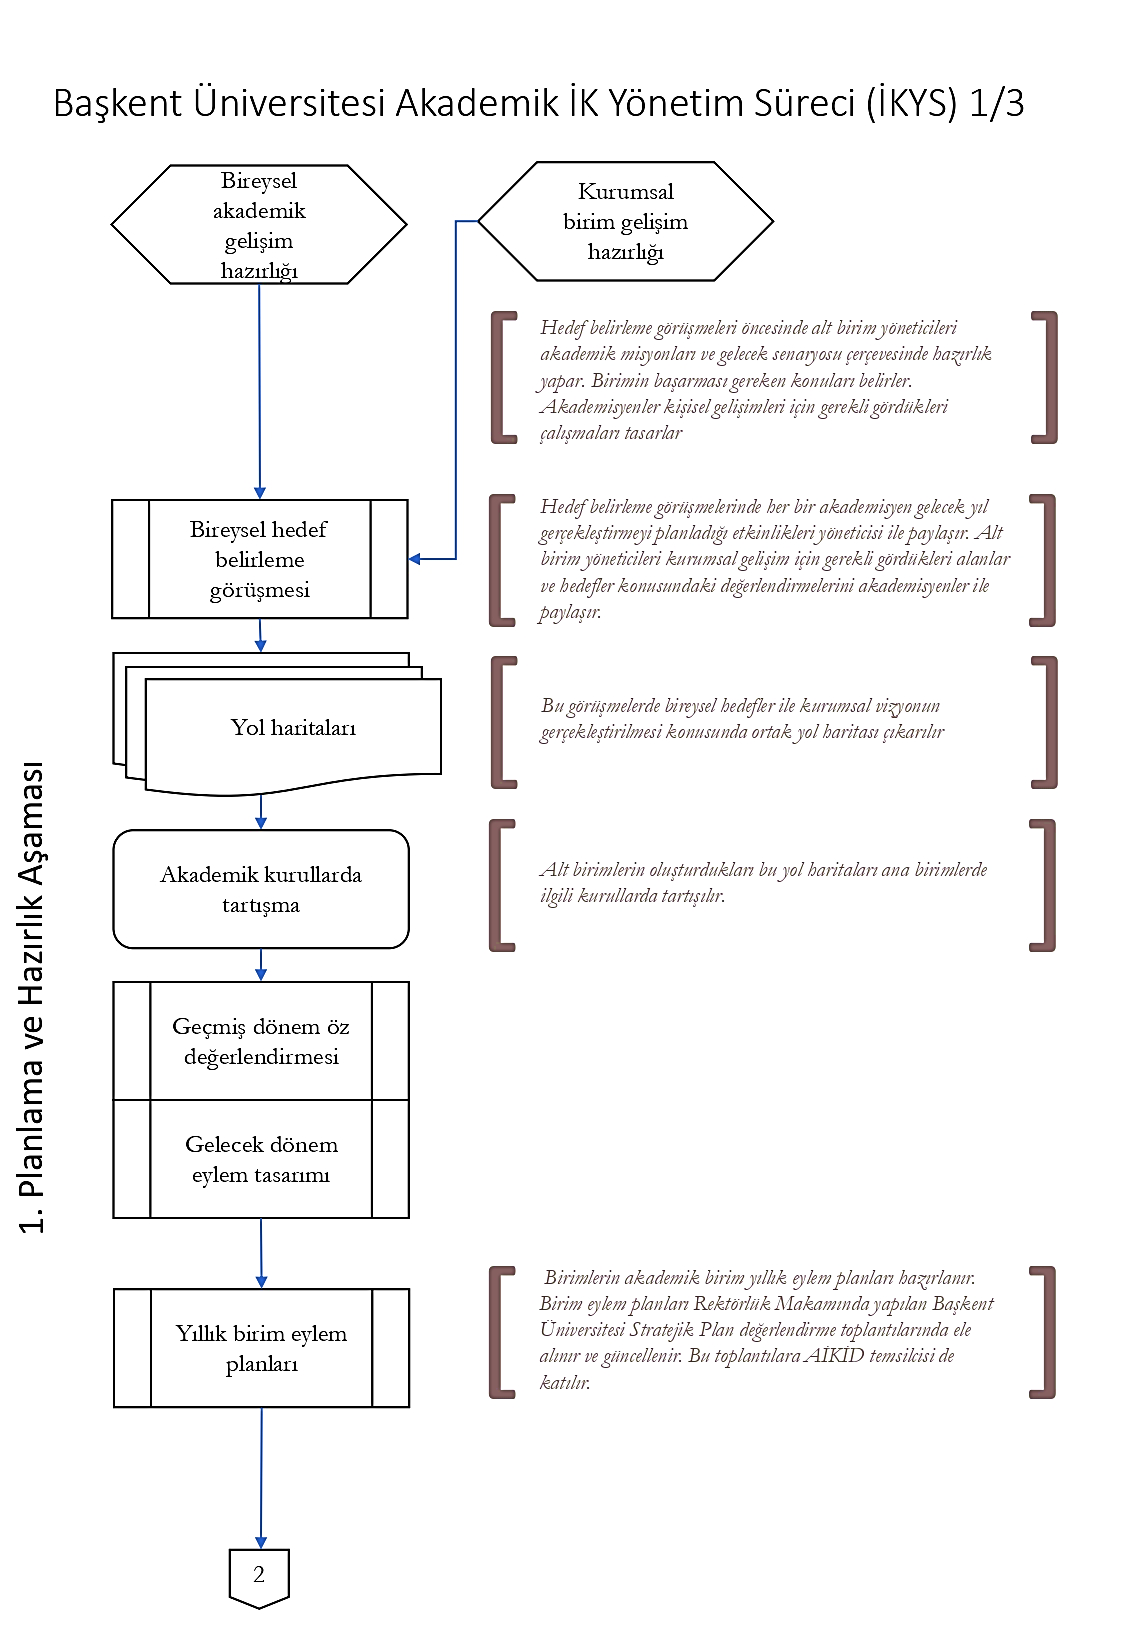 Başkent Üniversitesi Akademik İK Yönetim Süreci (İKYS) 1/3
Bireysel
akademik
gelişim
hazırlığı
Kurumsal
birim gelişim
hazırlığı
Hedef belirleme görüşmeleri öncesinde alt birim yöneticileri
akademik misyonları ve gelecek senaryosu çerçevesinde hazırlık
yapar. Birimin başarması gereken konuları belirler.
Akademisyenler kişisel gelişimleri için gerekli gördükleri
çalışmaları tasarlar
Bireysel hedef
belirleme
görüşmesi
Hedef belirleme görüşmelerinde her bir akademisyen gelecek yıl
gerçekleştirmeyi planladığı etkinlikleri yöneticisi ile paylaşır. Alt
birim yöneticileri kurumsal gelişim için gerekli gördükleri alanlar
ve hedefler konusundaki değerlendirmelerini akademisyenler ile
paylaşır.
Yol haritaları
Bu görüşmelerde bireysel hedefler ile kurumsal vizyonun
gerçekleştirilmesi konusunda ortak yol haritası çıkarılır
1. Planlama ve Hazırlık Aşaması
Akademik kurullarda
tartışma
Alt birimlerin oluşturdukları bu yol haritaları ana birimlerde
ilgili kurullarda tartışılır.
Geçmiş dönem öz
değerlendirmesi
Gelecek dönem
eylem tasarımı
Yıllık birim eylem
planları
Birimlerin akademik birim yıllık eylem planları hazırlanır.
Birim eylem planları Rektörlük Makamında yapılan Başkent
Üniversitesi Stratejik Plan değerlendirme toplantılarında ele
alınır ve güncellenir. Bu toplantılara AİKİD temsilcisi de
katılır.
2